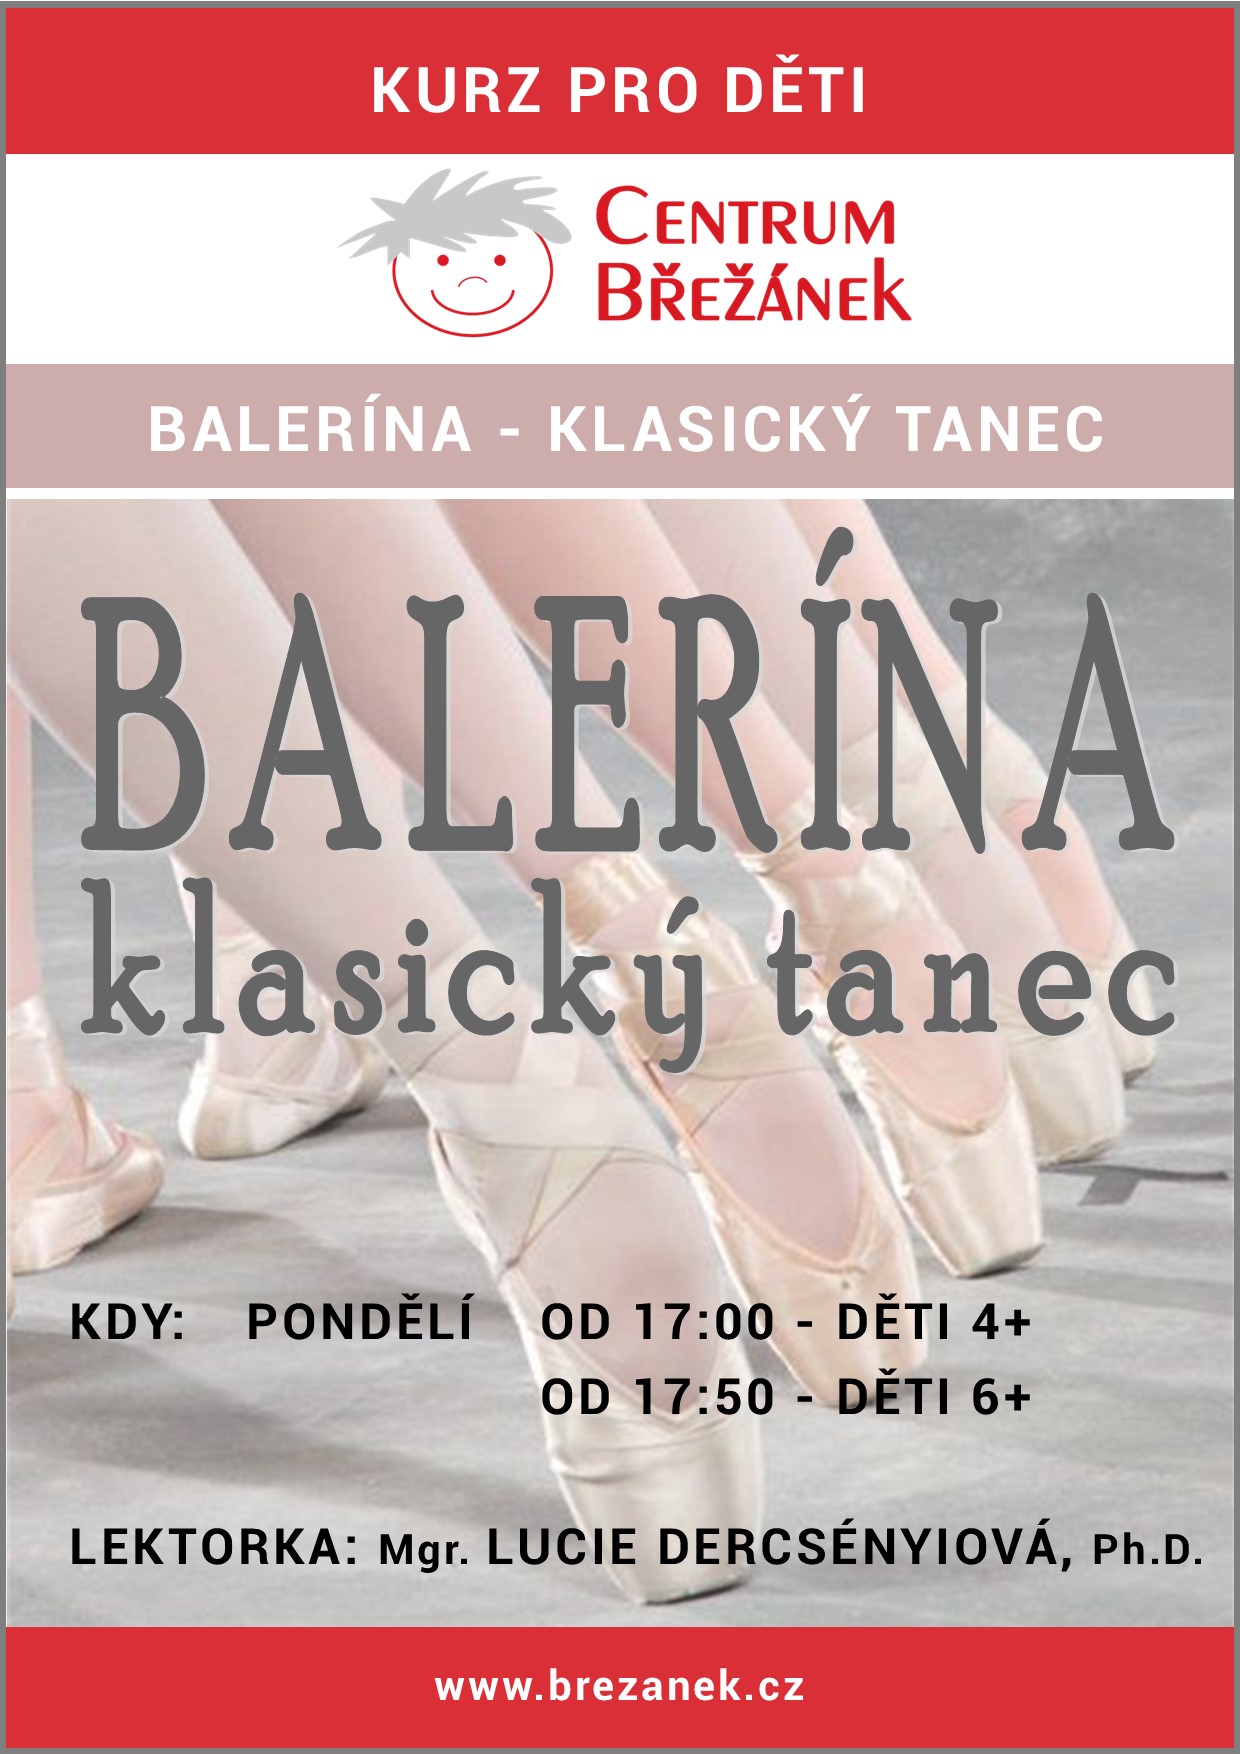 KURZ PRO DĚTI
CENTRUM
BŘEŽÁNEK
BALERÍNA - KLASICKÝ TANEC
BALERÍNA
klasický tanec
KDY: PONDĚLÍ OD 17:00 - DĚTI 4+
OD 17:50 - DĚTI 6+
LEKTORKA: Mgr. LUCIE DERCSÉNYIOVÁ, Ph.D.
www.brezanek.cz